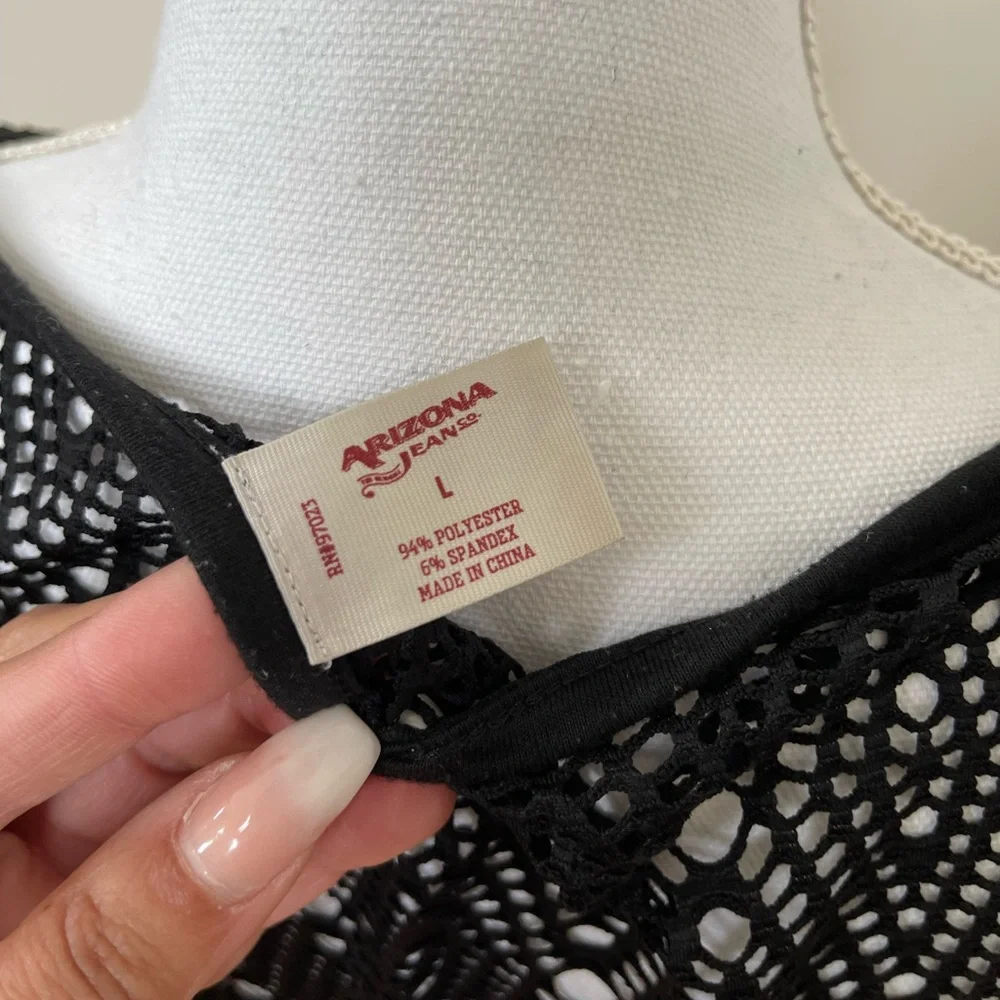 ARIZONA
JEAN CO.
L
94% POLYESTER
6% SPANDEX
MADE IN CHINA
RN#97023